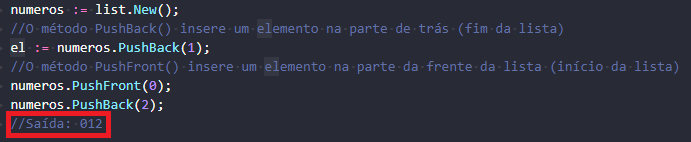 numeros := list.New();
//O método PushBack() insere um elemento na parte de trás (fim da lista)
el := numeros.PushBack(1);
//O método PushFront() insere um elemento na parte da frente da lista (início da lista)
numeros.PushFront(0);
numeros.PushBack(2);
//Saída: 012